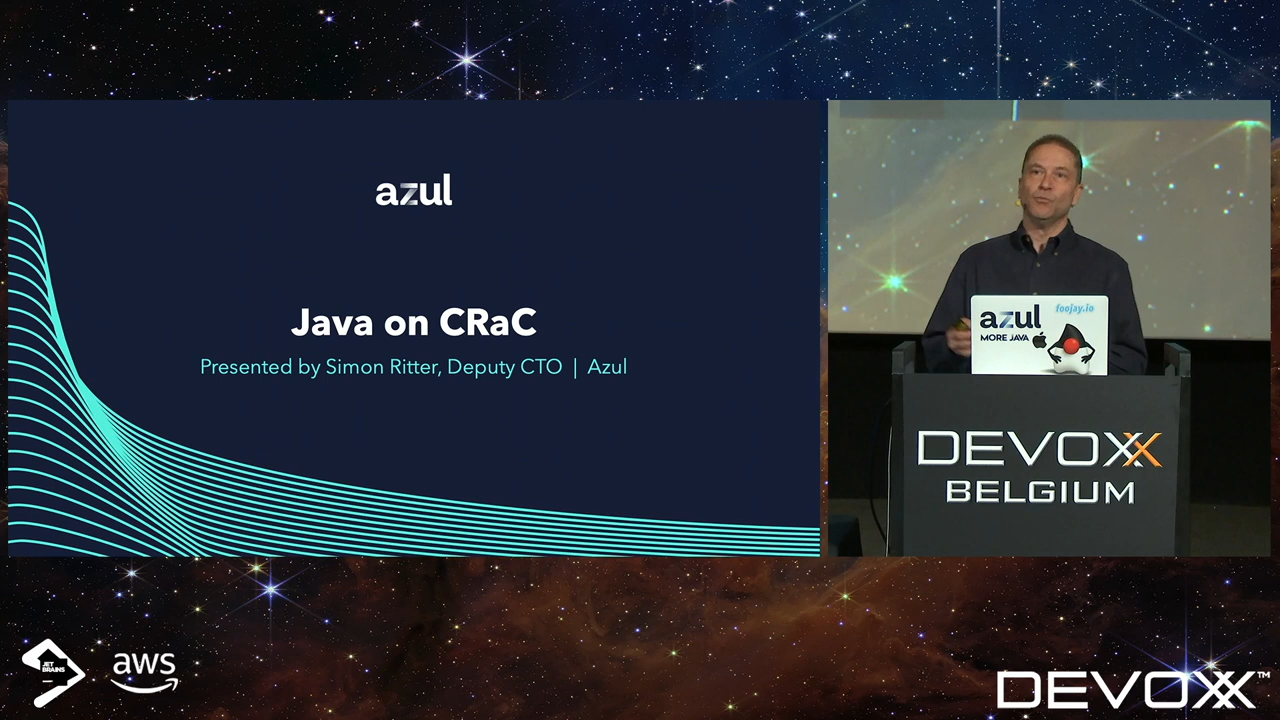 azul
Java on CRaC
Presented by Simon Ritter, Deputy CTO | Azul
azul
foojay.io
MORE JAVA
DEVOXX
BELGIUM
JET
BRAINS
aws
DEVOXX™